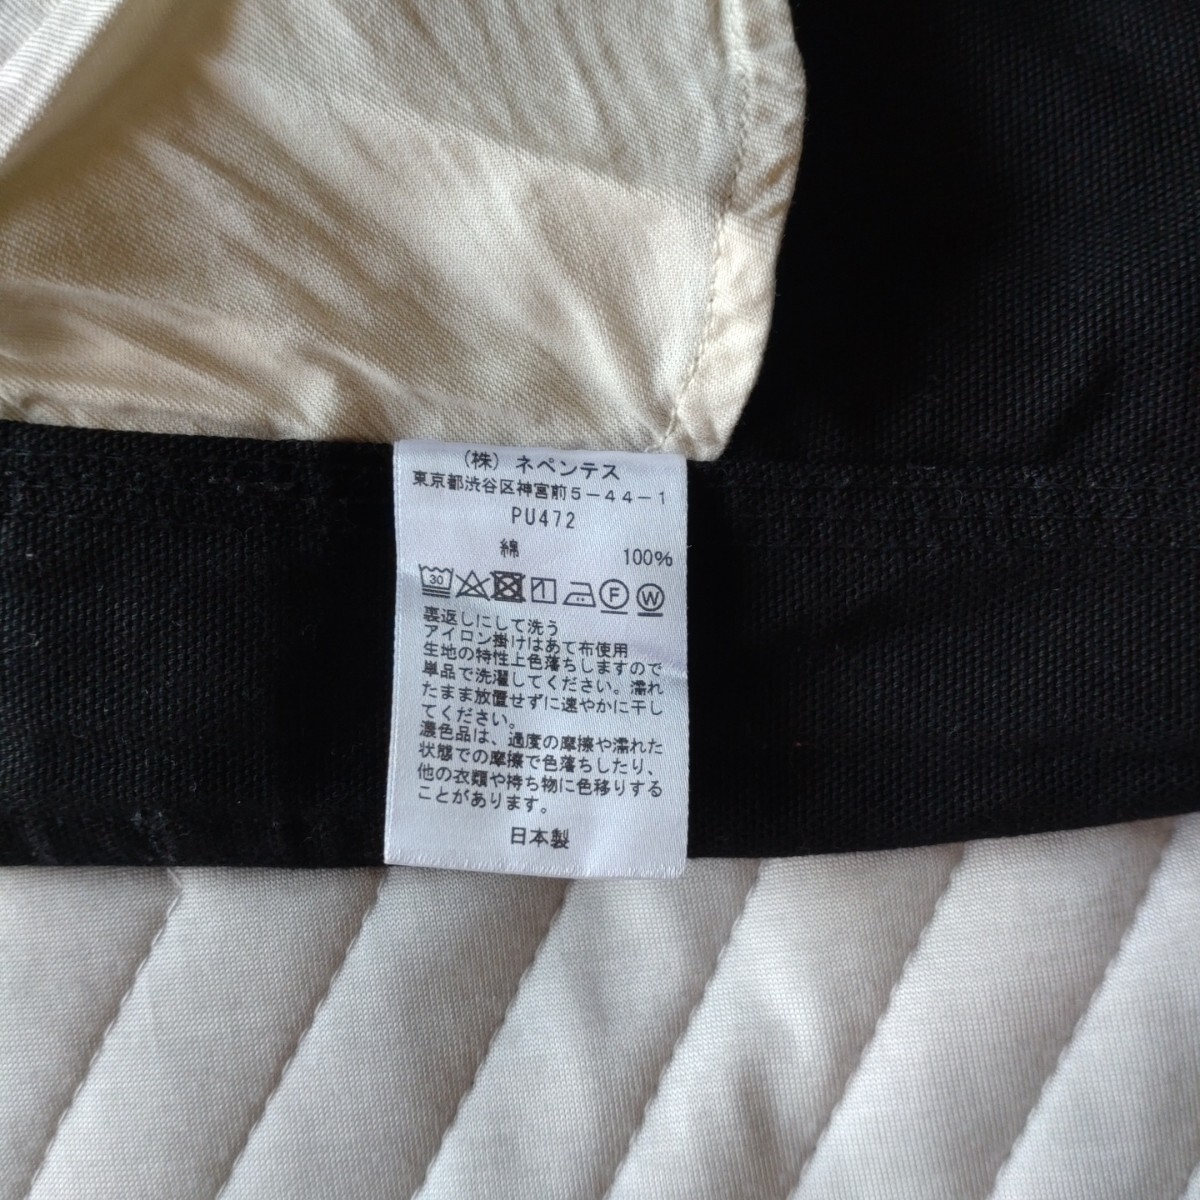 (株) ネペンテス
東京都渋谷区神宮前5-44-1
PU472
綿 100%
30 F W
裏返しにして洗う
アイロン掛けはあて布使用
生地の特性上色落ちしますので
単品で洗濯してください。濡れ
たまま放置せずに速やかに干し
てください。
濃色品は、過度の摩擦や濡れた
状態での摩擦で色落ちしたり、
他の衣類や持ち物に色移りする
ことがあります。
日本製